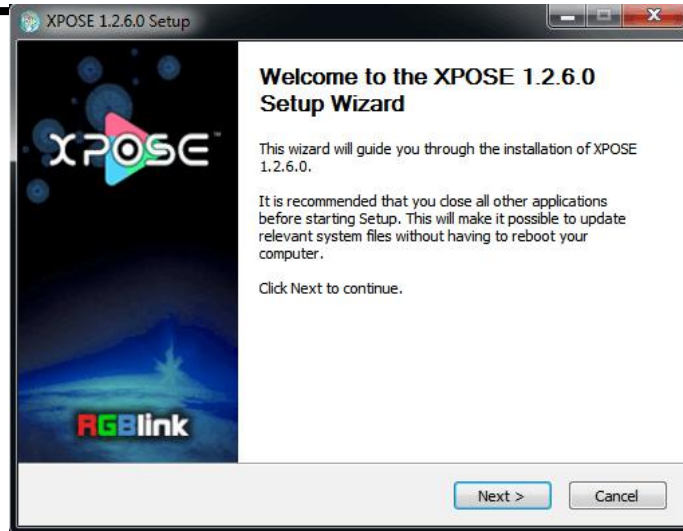 XPOSE 1.2.6.0 Setup
XPOSE™
RGBlink
Welcome to the XPOSE 1.2.6.0
Setup Wizard
This wizard will guide you through the installation of XPOSE
1.2.6.0.
It is recommended that you close all other applications
before starting Setup. This will make it possible to update
relevant system files without having to reboot your
computer.
Click Next to continue.
Next >
Cancel